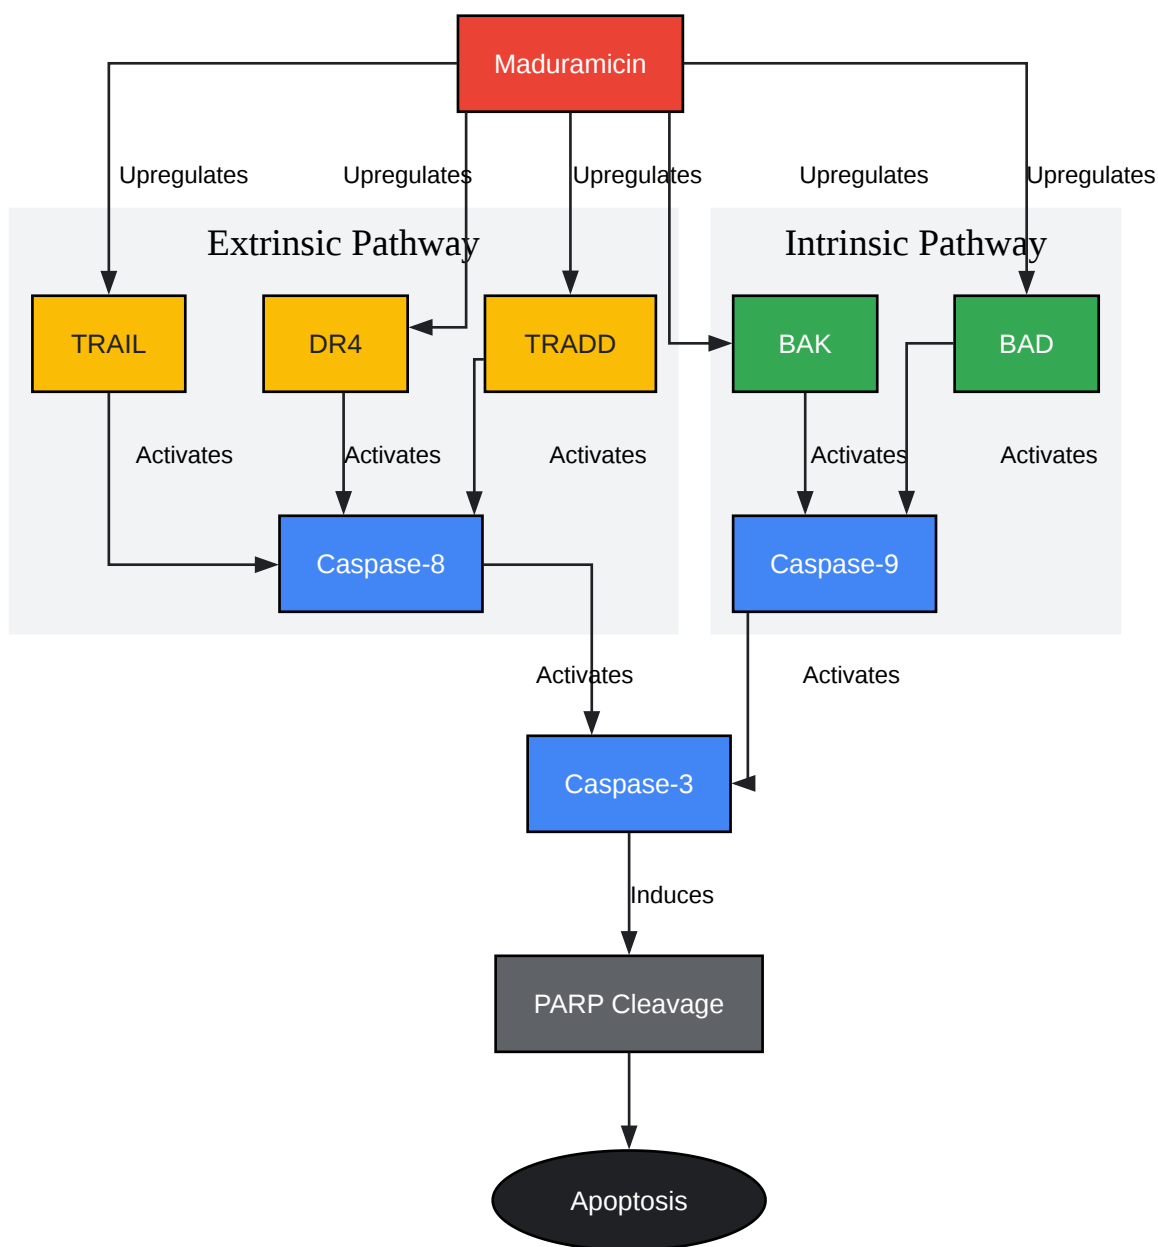 Maduramicin
Upregulates
Upregulates
Upregulates
Upregulates
Upregulates
Extrinsic Pathway
Intrinsic Pathway
TRAIL
DR4
TRADD
BAK
BAD
Activates
Activates
Activates
Activates
Activates
Caspase-8
Caspase-9
Activates
Activates
Caspase-3
Induces
PARP Cleavage
Apoptosis